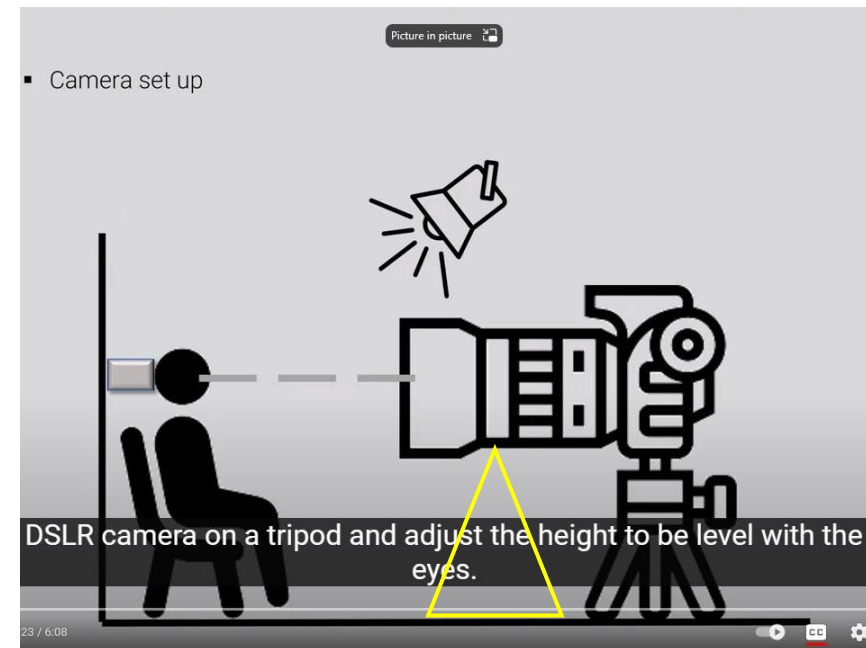 Picture in picture
▪ Camera set up
DSLR camera on a tripod and adjust the height to be level with the
eyes.
23 / 6:08
CC